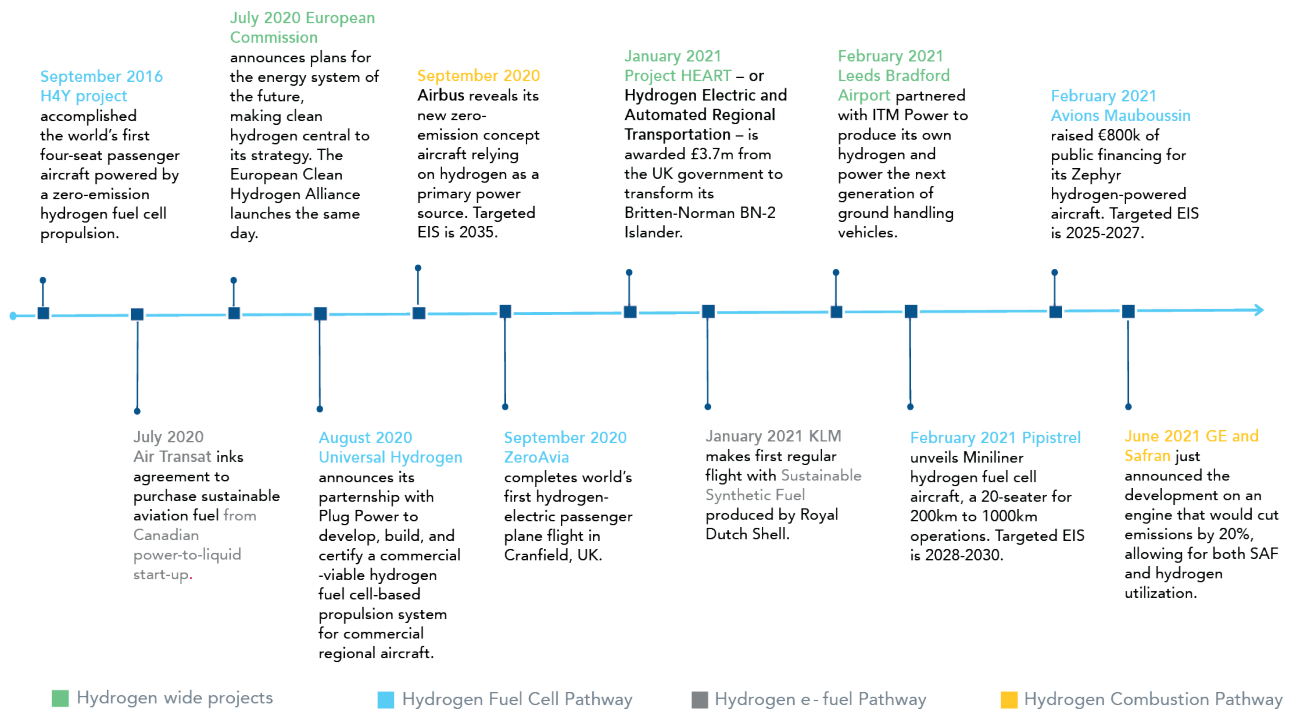 September 2016
H4Y project
accomplished
the world's first
four-seat passenger
aircraft powered by
a zero-emission
hydrogen fuel cell
propulsion.
July 2020 European
Commission
announces plans for
the energy system of
the future,
making clean
hydrogen central to
its strategy. The
European Clean
Hydrogen Alliance
launches the same
day.
September 2020
Airbus reveals its
new zero-
emission concept
aircraft relying
on hydrogen as a
primary power
source. Targeted
EIS is 2035.
January 2021
Project HEART – or
Hydrogen Electric and
Automated Regional
Transportation – is
awarded £3.7m from
the UK government to
transform its
Britten-Norman BN-2
Islander.
February 2021
Leeds Bradford
Airport partnered
with ITM Power to
produce its own
hydrogen and
power the next
generation of
ground handling
vehicles.
February 2021
Avions Mauboussin
raised €800k of
public financing for
its Zephyr
hydrogen-powered
aircraft. Targeted EIS
is 2025-2027.
July 2020
Air Transat inks
agreement to
purchase sustainable
aviation fuel from
Canadian
power-to-liquid
start-up.
August 2020
Universal Hydrogen
announces its
parternship with
Plug Power to
develop, build, and
certify a commercial
-viable hydrogen
fuel cell-based
propulsion system
for commercial
regional aircraft.
September 2020
ZeroAvia
completes world's
first hydrogen-
electric passenger
plane flight in
Cranfield, UK.
January 2021 KLM
makes first regular
flight with Sustainable
Synthetic Fuel
produced by Royal
Dutch Shell.
February 2021 Pipistrel
unveils Miniliner
hydrogen fuel cell
aircraft, a 20-seater for
200km to 1000km
operations. Targeted EIS
is 2028-2030.
June 2021 GE and
Safran just
announced the
development on an
engine that would cut
emissions by 20%,
allowing for both SAF
and hydrogen
utilization.
Hydrogen wide projects
Hydrogen Fuel Cell Pathway
Hydrogen e-fuel Pathway
Hydrogen Combustion Pathway